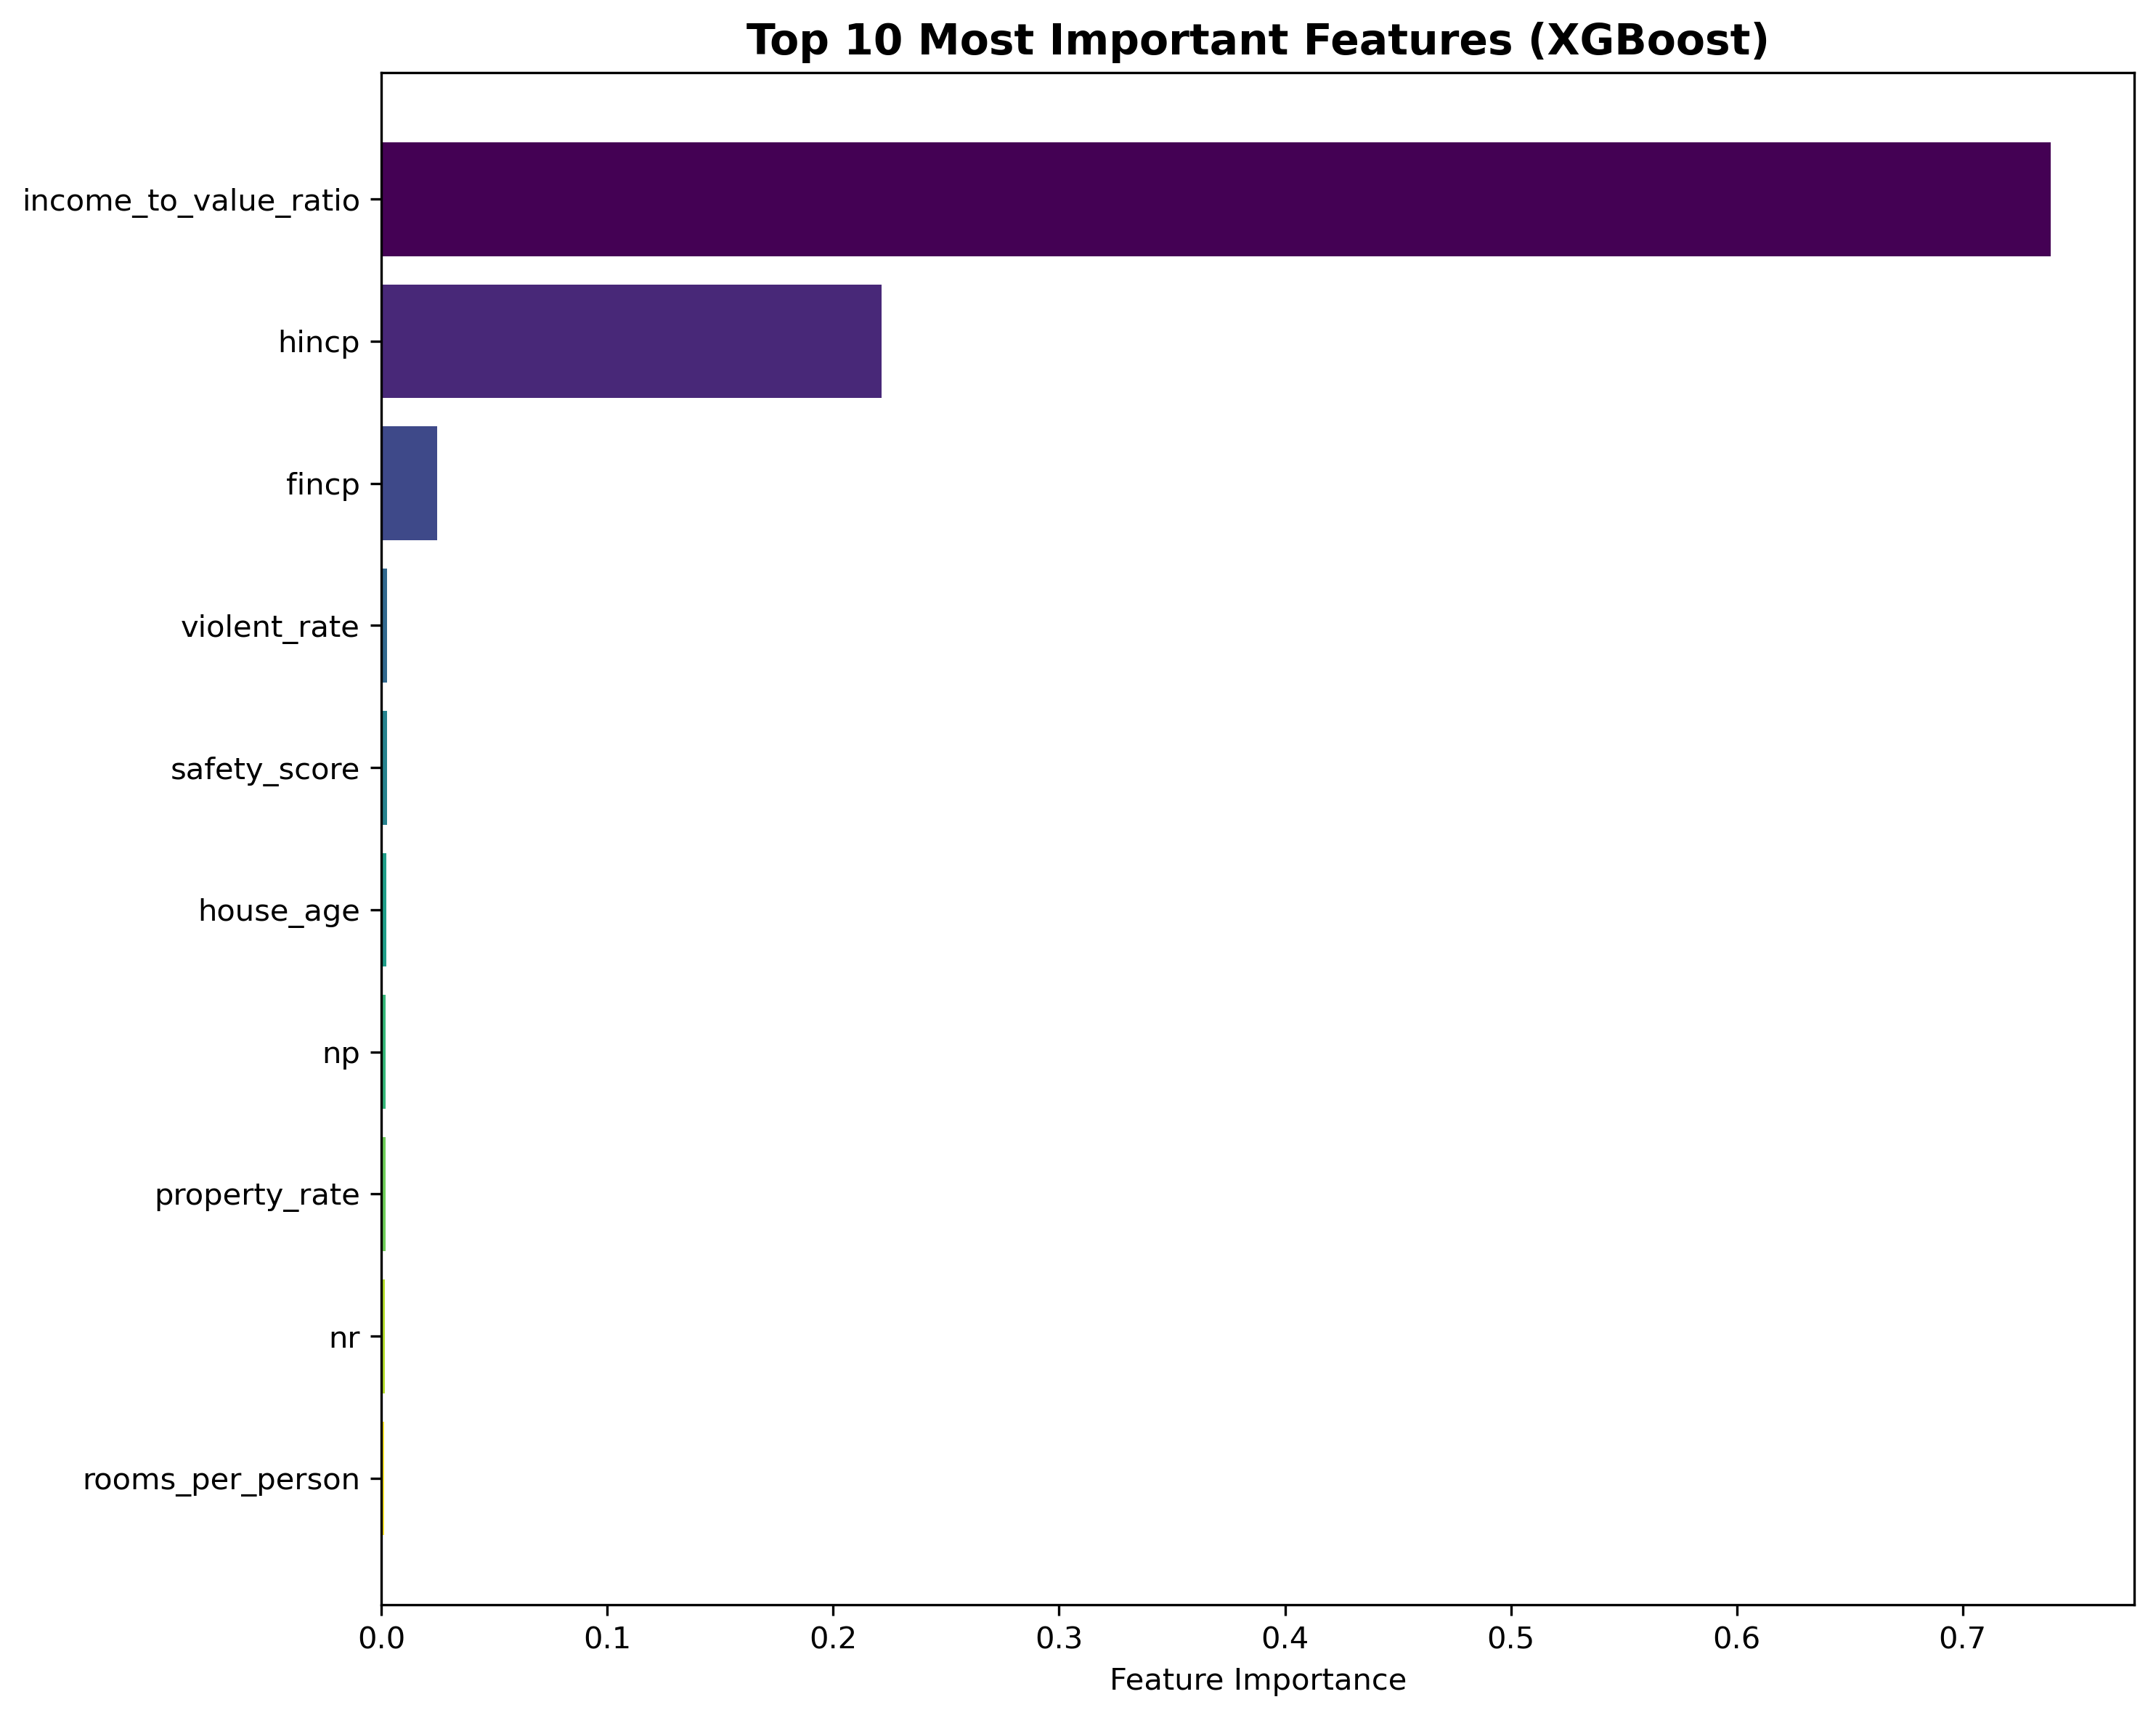 Top 10 Most Important Features (XGBoost)
income_to_value_ratio
hincp
fincp
violent_rate
safety_score
house_age
np
property_rate
nr
rooms_per_person
0.0 0.1 0.2 0.3 0.4 0.5 0.6 0.7
Feature Importance